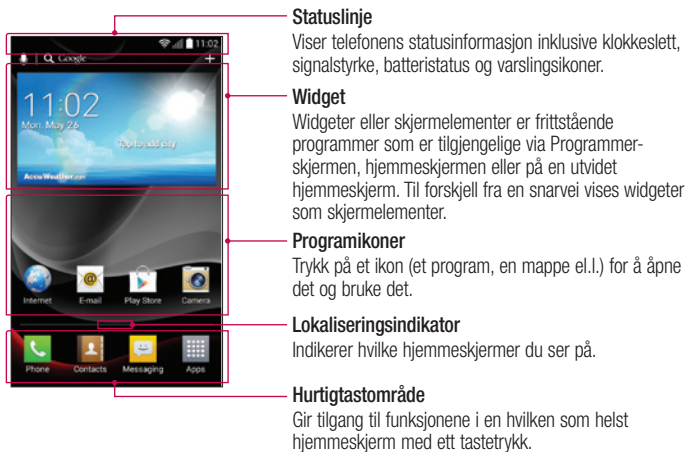 Statuslinje
Viser telefonens statusinformasjon inklusive klokkeslett,
signalstyrke, batteristatus og varslingsikoner.
Widget
Widgeter eller skjermelementer er frittstående
programmer som er tilgjengelige via Programmer-
skjermen, hjemmeskjermen eller på en utvidet
hjemmeskjerm. Til forskjell fra en snarvei vises widgeter
som skjermelementer.
Programikoner
Trykk på et ikon (et program, en mappe el.l.) for å åpne
det og bruke det.
Lokaliseringsindikator
Indikerer hvilke hjemmeskjermer du ser på.
Hurtigtastområde
Gir tilgang til funksjonene i en hvilken som helst
hjemmeskjerm med ett tastetrykk.
11:02
Google
11:02
Mon. May 26
Tap to add city
AccuWeather.com
Internet E-mail Play Store Camera
Phone Contacts Messaging Apps